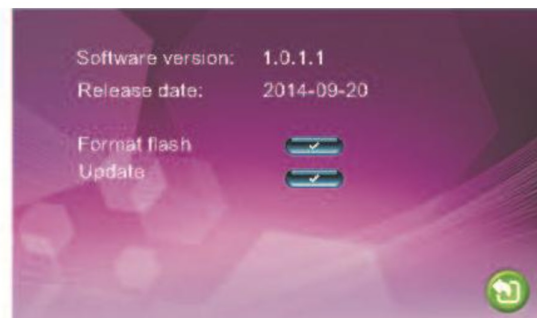 Software version: 1.0.1.1
Release date: 2014-09-20
Format flash
Update